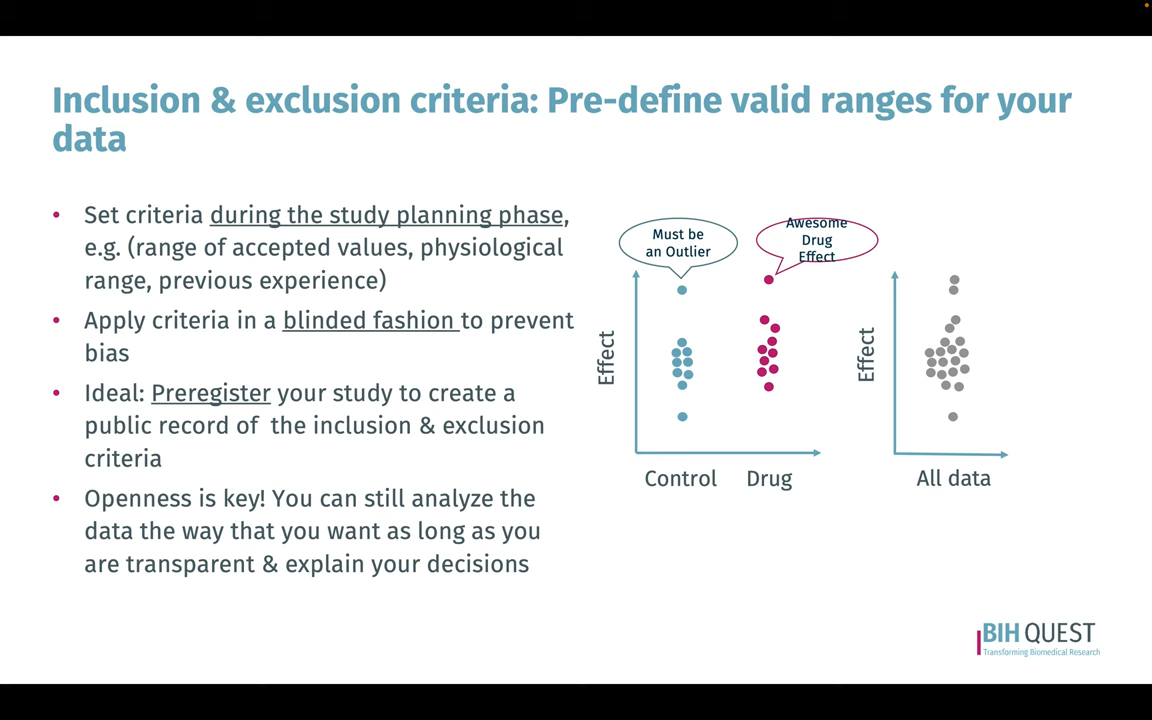 Inclusion & exclusion criteria: Pre-define valid ranges for your
data
• Set criteria during the study planning phase,
e.g. (range of accepted values, physiological
range, previous experience)
• Apply criteria in a blinded fashion to prevent
bias
• Ideal: Preregister your study to create a
public record of the inclusion & exclusion
criteria
• Openness is key! You can still analyze the
data the way that you want as long as you
are transparent & explain your decisions
Must be
an Outlier
Awesome
Drug
Effect
Effect
Control
Drug
Effect
All data
BIH QUEST
Transforming Biomedical Research